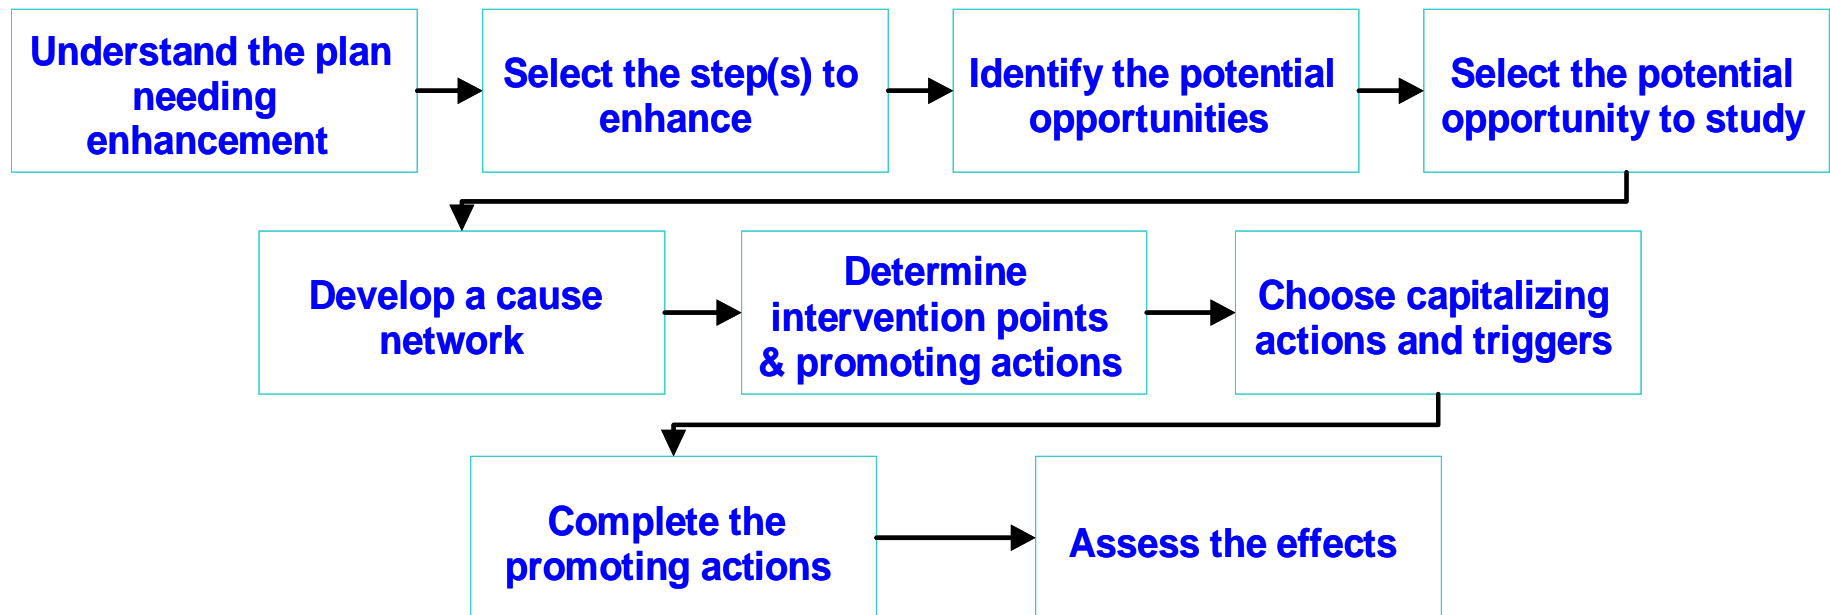 Understand the plan
needing
enhancement
Select the step(s) to
enhance
Identify the potential
opportunities
Select the potential
opportunity to study
Develop a cause
network
Determine
intervention points
& promoting actions
Choose capitalizing
actions and triggers
Complete the
promoting actions
Assess the effects